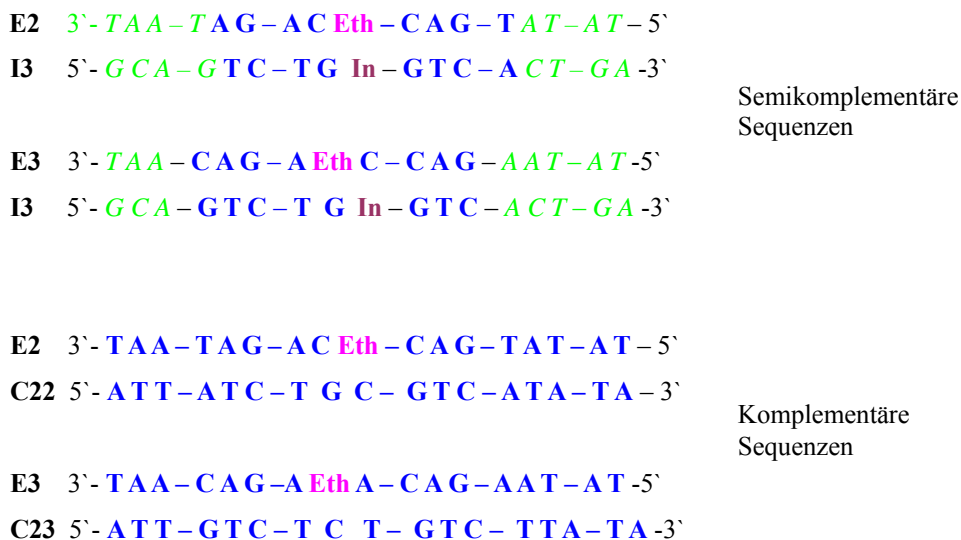 E2 3`- T A A – T A G – A C Eth – C A G – T A T – A T – 5`
I3 5`- G C A – G T C – T G In – G T C – A C T – G A -3`
Semikomplementäre
Sequenzen
E3 3`- T A A – C A G – A Eth C – C A G – A A T – A T -5`
I3 5`- G C A – G T C – T G In – G T C – A C T – G A -3`
E2 3`- T A A – T A G – A C Eth – C A G – T A T – A T – 5`
C22 5`- A T T – A T C – T G C – G T C – A T A – T A – 3`
Komplementäre
Sequenzen
E3 3`- T A A – C A G – A Eth A – C A G – A A T – A T -5`
C23 5`- A T T – G T C – T C T – G T C – T T A – T A -3`